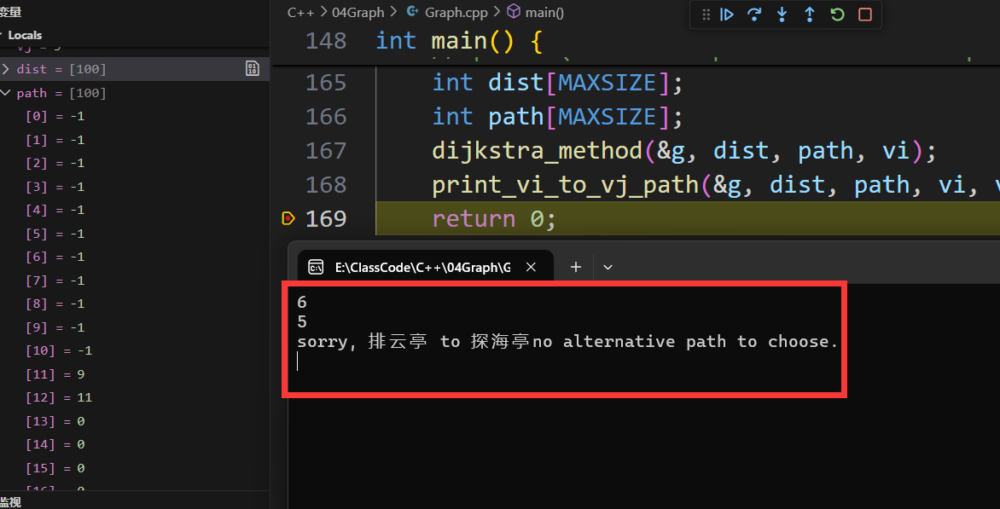 变量
Locals
dist = [100]
path = [100]
[0] = -1
[1] = -1
[2] = -1
[3] = -1
[4] = -1
[5] = -1
[6] = -1
[7] = -1
[8] = -1
[9] = -1
[10] = -1
[11] = 9
[12] = 11
[13] = 0
[14] = 0
[15] = 0
监视
C++ > 04Graph > Graph.cpp > main()
148 int main() {
165 int dist[MAXSIZE];
166 int path[MAXSIZE];
167 dijkstra_method(&g, dist, path, vi);
168 print_vi_to_vj_path(&g, dist, path, vi,
169 return 0;
E:\ClassCode\C++\04Graph\G
6
5
sorry, 排云亭 to 探海亭no alternative path to choose.